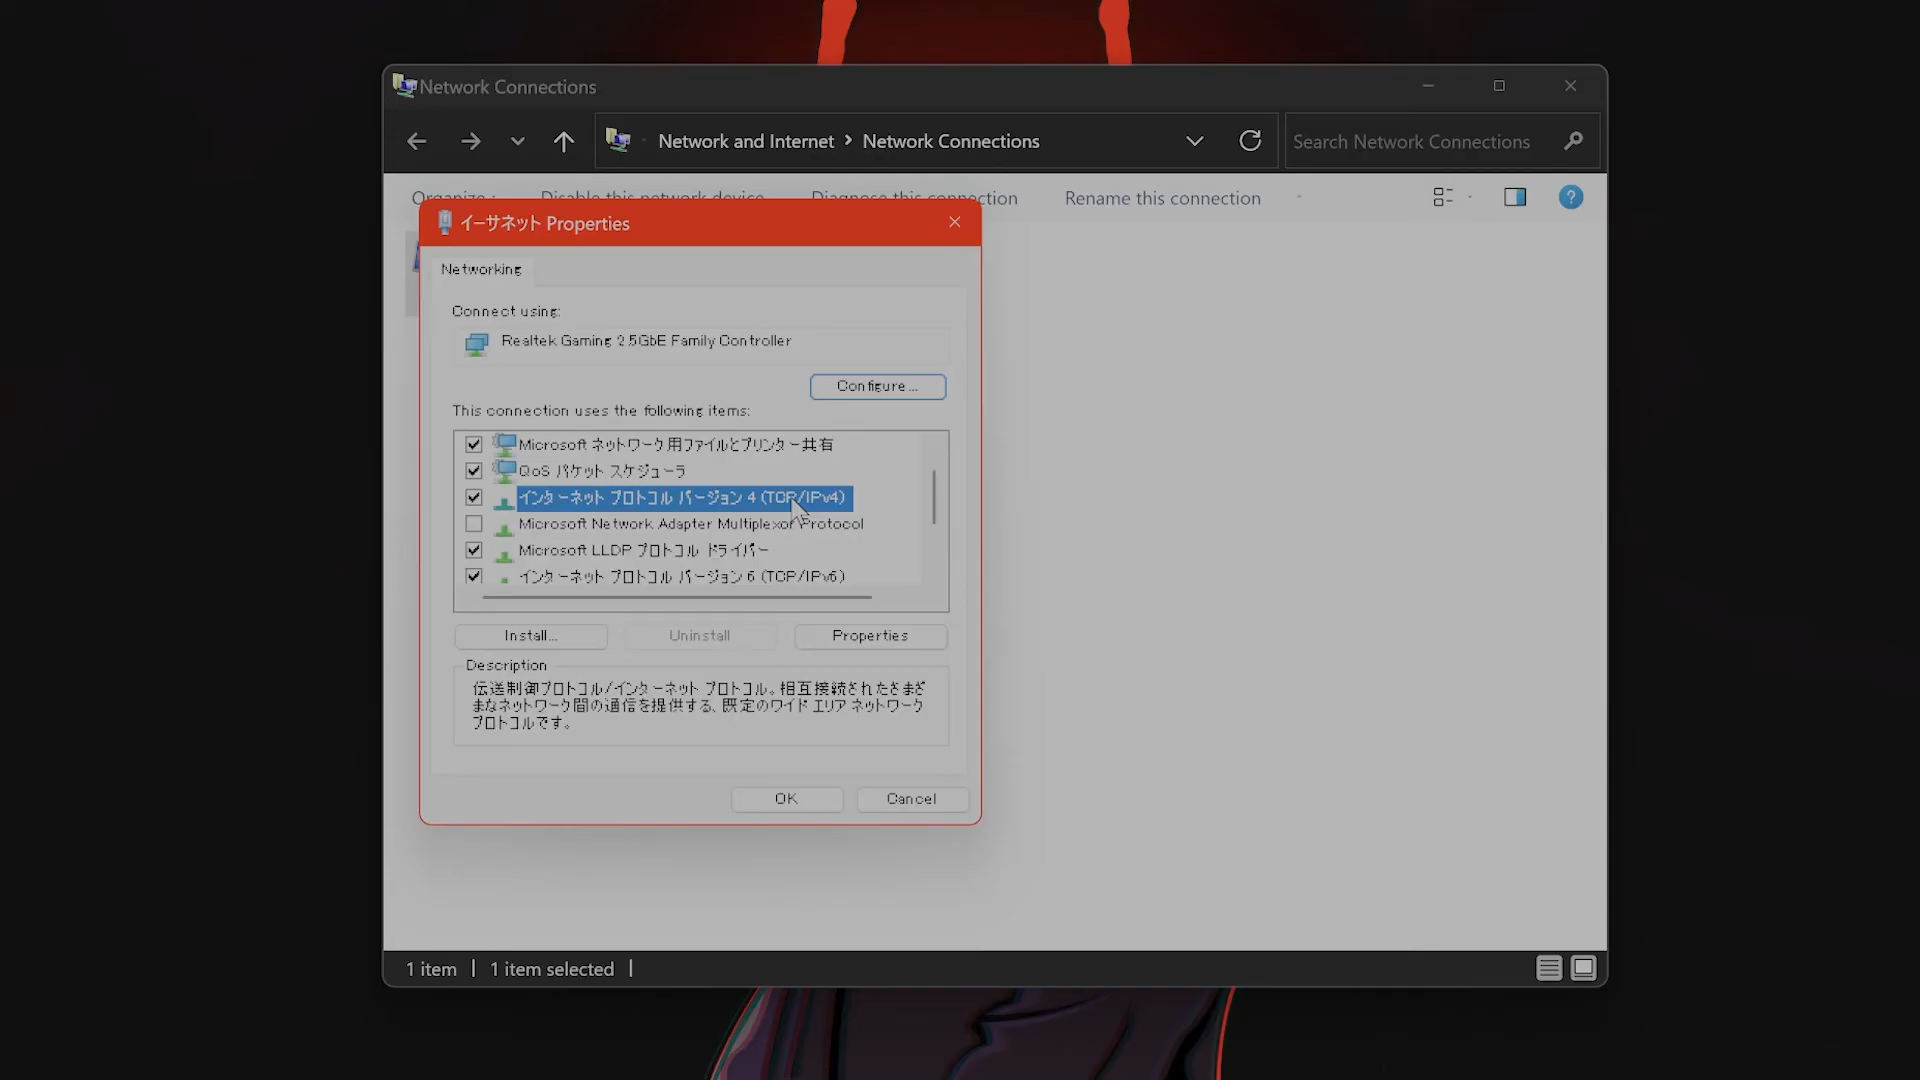 Network Connections
Network and Internet > Network Connections
Search Network Connections
Organize
Disable this network device
Diagnose this connection
Rename this connection
イーサネット Properties
Networking
Connect using:
Realtek Gaming 2.5GbE Family Controller
Configure...
This connection uses the following items:
Microsoft ネットワーク用ファイルとプリンター共有
QoS パケット スケジューラ
インターネット プロトコル バージョン 4 (TCP/IPv4)
Microsoft Network Adapter Multiplexor Protocol
Microsoft LLDP プロトコル ドライバー
インターネット プロトコル バージョン 6 (TCP/IPv6)
Install...
Uninstall
Properties
Description
伝送制御プロトコル/インターネット プロトコル。相互接続されたさまざ
まなネットワーク間の通信を提供する、既定のワイド エリア ネットワーク
プロトコルです。
OK
Cancel
1 item
1 item selected